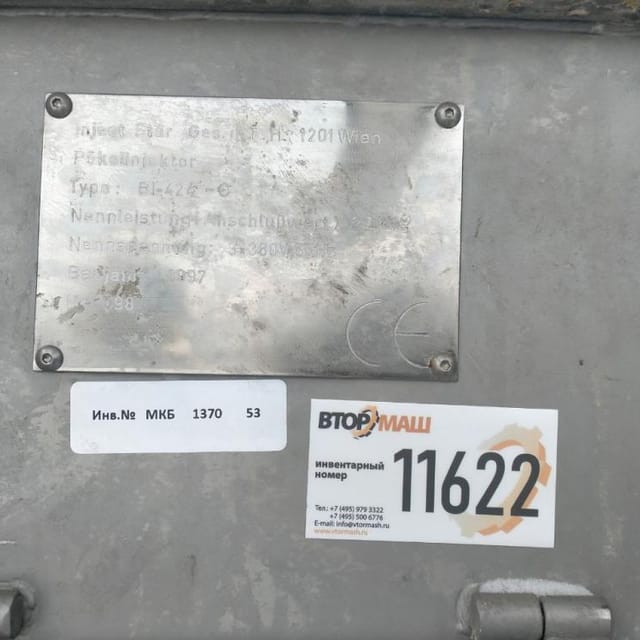 Inject Star Ges.m.b.H. 1201 Wien
Pökelinjektor
Type: BI-
Nennleistung (Anschlußwert)
Nennspannung: 3x380V
Baujahr: 1997
CE
Инв.№ МКБ 1370 53
ВТОРМАШ
инвентарный
номер
11622
Тел.: +7 (495) 979 3322
+7 (495) 500 6776
E-mail: info@vtormash.ru
www.vtormash.ru